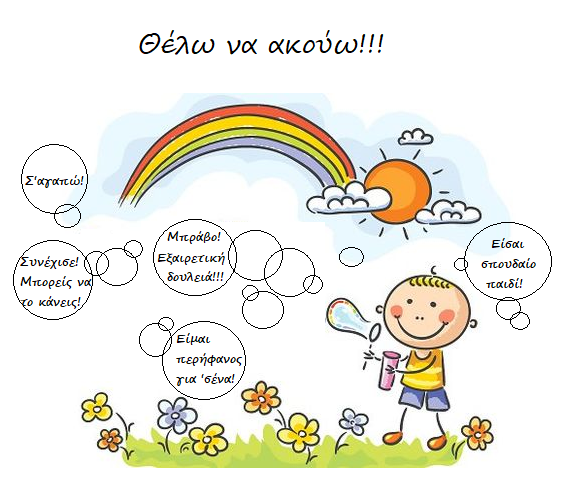 Θέλω να ακούω!!!
Σ'αγαπώ!
Συνέχισε!
Μπορείς να
το κάνεις!
Μπράβο!
Εξαιρετική
δουλειά!!!
Είσαι
σπουδαίο
παιδί!
Είμαι
περήφανος
για 'σένα!